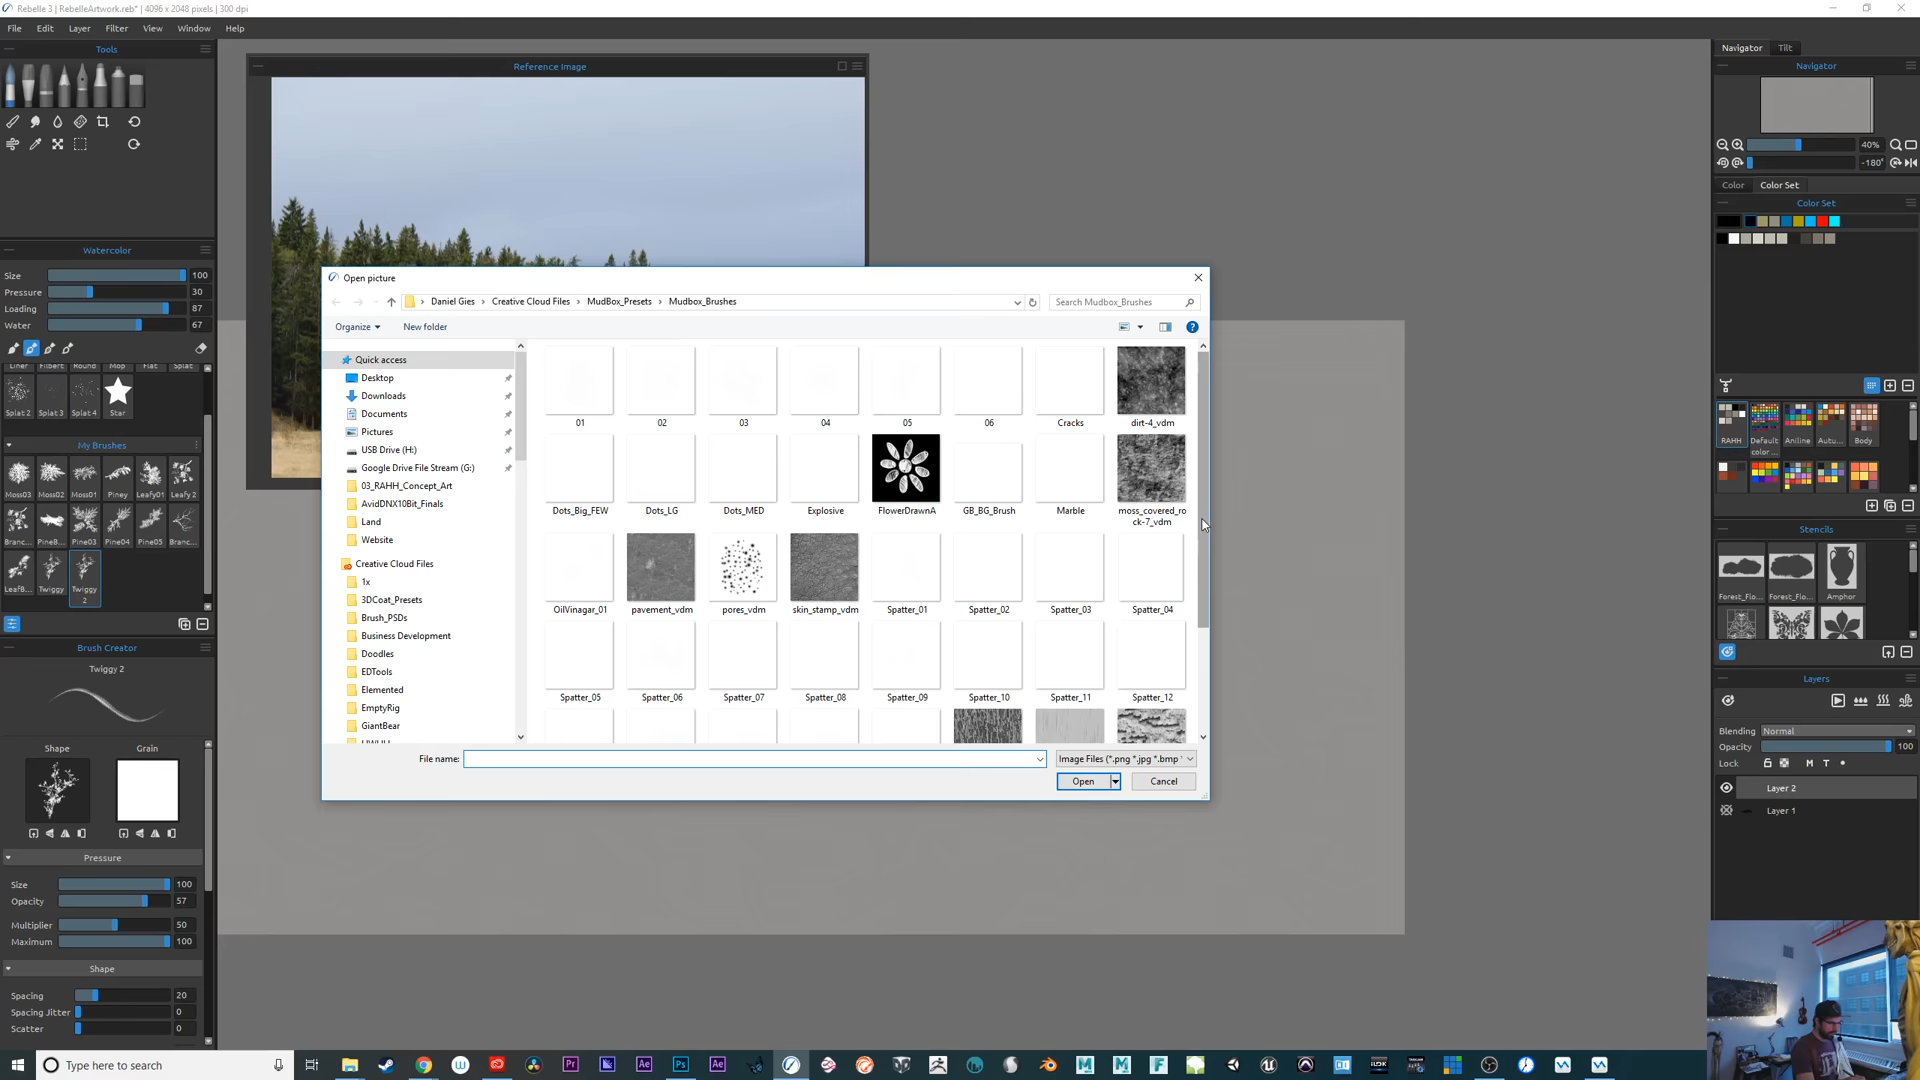 Rebelle 3 | RebelleArtwork.reb* | 4096 x 2048 pixels | 300 dpi
File Edit Layer Filter View Window Help
Tools
Reference Image
Navigator Tilt
Navigator
40%
-180°
Color Color Set
Color Set
Watercolor
Size 100
Pressure 30
Loading 87
Water 67
Liner Filbert Round Mop Flat Splat
Splat 2 Splat 3 Splat 4 Star
My Brushes
Moss03 Moss02 Moss01 Piney Leafy01 Leafy 2
Branc... PineB... Pine03 Pine04 Pine05 Branc...
LeafB... Twiggy Twiggy 2
Brush Creator
Twiggy 2
Shape Grain
Pressure
Size 100
Opacity 57
Multiplier 50
Maximum 100
Shape
Spacing 20
Spacing Jitter 0
Scatter 0
Open picture
Daniel Gies > Creative Cloud Files > MudBox_Presets > Mudbox_Brushes
Search Mudbox_Brushes
Organize New folder
Quick access
Desktop
Downloads
Documents
Pictures
USB Drive (H:)
Google Drive File Stream (G:)
03_RAHH_Concept_Art
AvidDNX10Bit_Finals
Land
Website
Creative Cloud Files
1x
3DCoat_Presets
Brush_PSDs
Business Development
Doodles
EDTools
Elemented
EmptyRig
GiantBear
01 02 03 04 05 06 Cracks dirt-4_vdm
Dots_Big_FEW Dots_LG Dots_MED Explosive FlowerDrawnA GB_BG_Brush Marble moss_covered_ro
ck-7_vdm
OilVinagar_01 pavement_vdm pores_vdm skin_stamp_vdm Spatter_01 Spatter_02 Spatter_03 Spatter_04
Spatter_05 Spatter_06 Spatter_07 Spatter_08 Spatter_09 Spatter_10 Spatter_11 Spatter_12
File name:
Image Files (*.png *.jpg *.bmp
Open Cancel
RAHH Default color ... Aniline Autu... Body
Stencils
Forest_Flo... Forest_Flo... Amphor
Layers
Blending Normal
Opacity 100
Lock M T
Layer 2
Layer 1
Type here to search